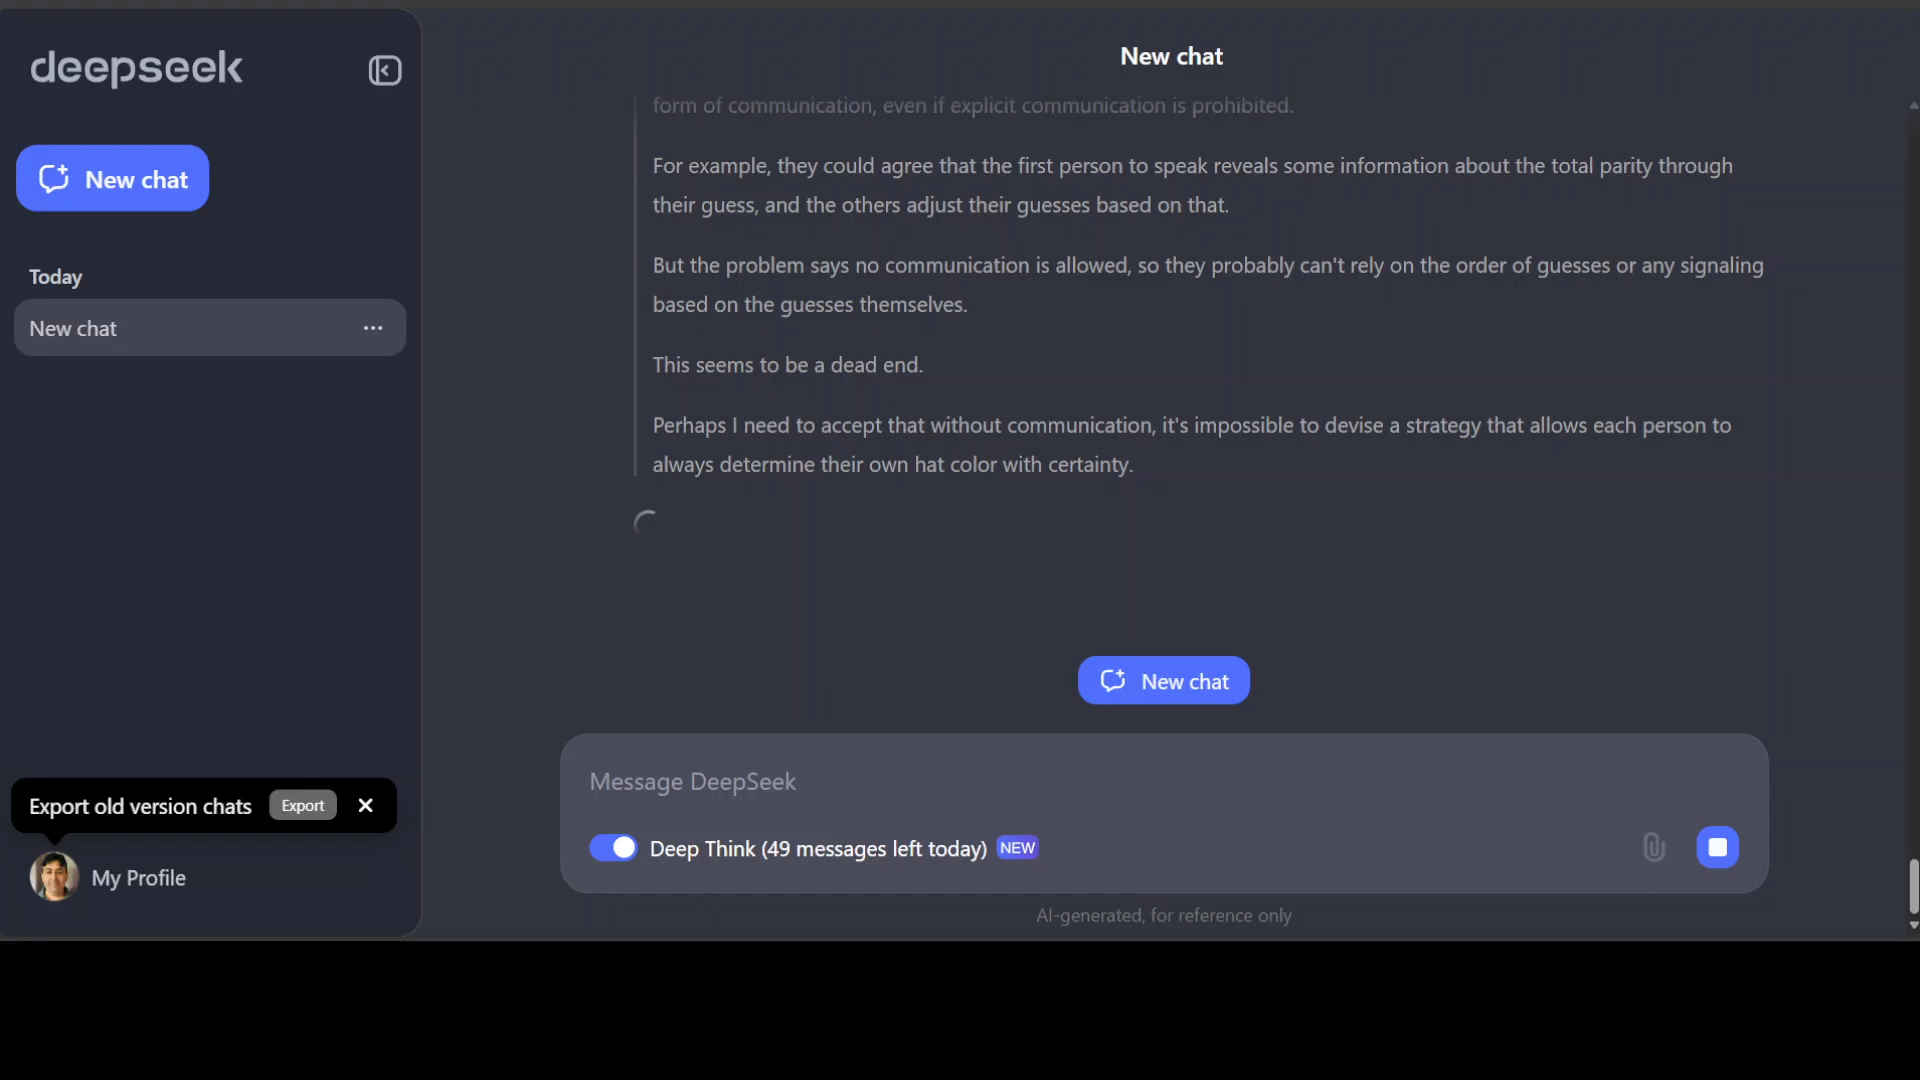 deepseek
New chat
Today
New chat
Export old version chats Export
My Profile
New chat
form of communication, even if explicit communication is prohibited.
For example, they could agree that the first person to speak reveals some information about the total parity through
their guess, and the others adjust their guesses based on that.
But the problem says no communication is allowed, so they probably can't rely on the order of guesses or any signaling
based on the guesses themselves.
This seems to be a dead end.
Perhaps I need to accept that without communication, it's impossible to devise a strategy that allows each person to
always determine their own hat color with certainty.
New chat
Message DeepSeek
Deep Think (49 messages left today) NEW
AI-generated, for reference only